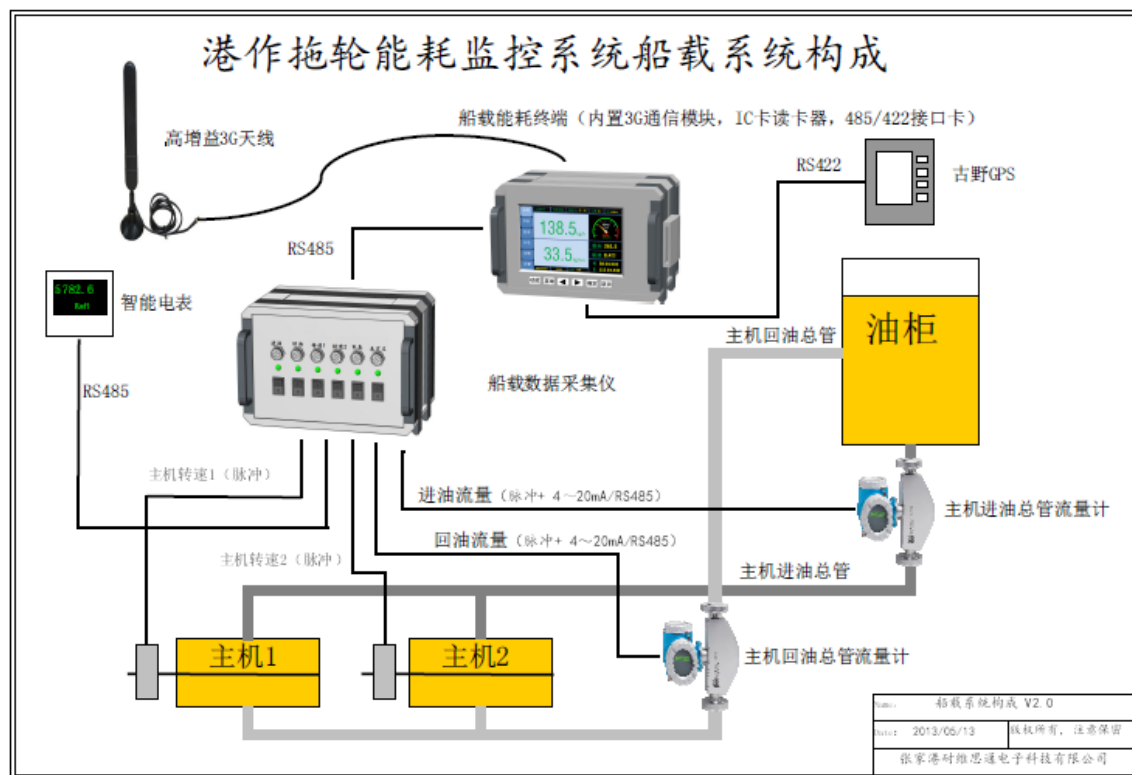 港作拖轮能耗监控系统船载系统构成
船载能耗终端（内置3G通信模块，IC卡读卡器，485/422接口卡）
高增益3G天线
RS422
古野GPS
RS485
138.5
33.5
5782.6
智能电表
主机回油总管
油柜
船载数据采集仪
RS485
主机转速1（脉冲）
进油流量（脉冲+ 4～20mA/RS485）
主机进油总管流量计
回油流量（脉冲+ 4～20mA/RS485）
主机转速2（脉冲）
主机进油总管
主机1
主机2
主机回油总管流量计
Name: 船载系统构成 V2.0
Date: 2013/05/13 版权所有，注意保留
张家港耐维思通电子科技有限公司